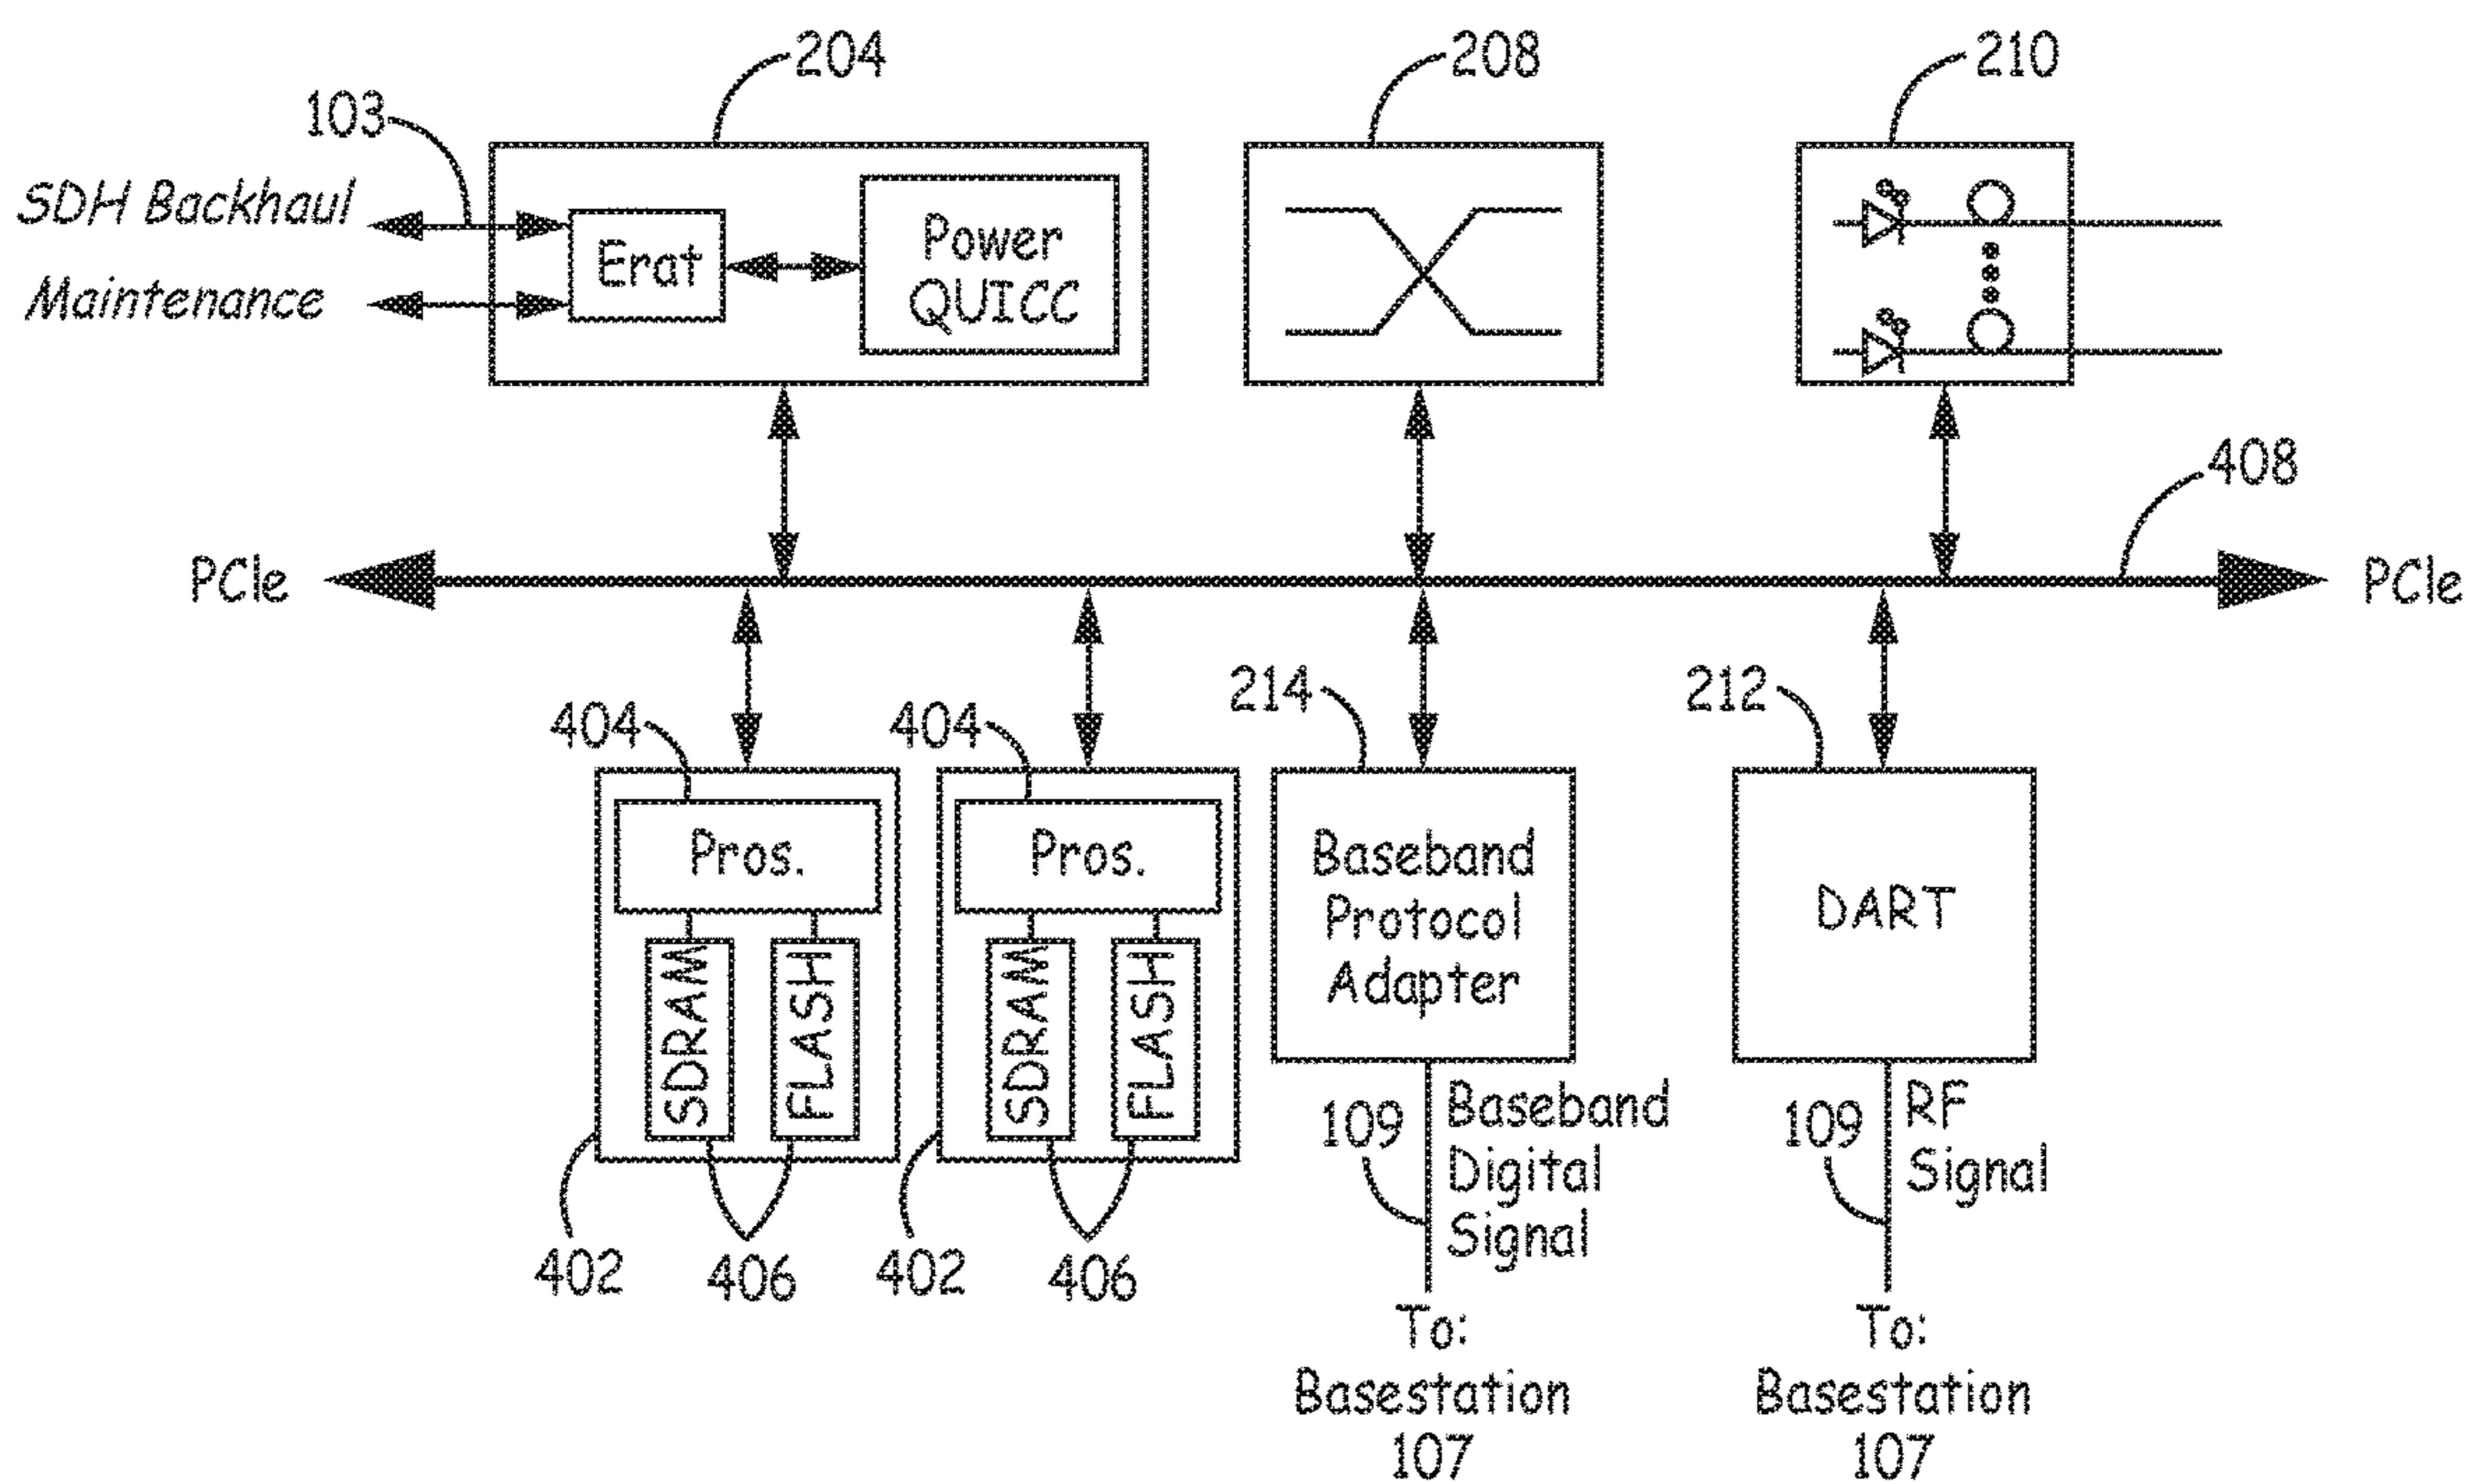 204
208
210
103
SDH Backhaul
Maintenance
Erat
Power
QUICC
408
PCIe
PCIe
404
404
214
212
Pros.
Pros.
Baseband
Protocol
Adapter
DART
SDRAM
FLASH
SDRAM
FLASH
109
Baseband
Digital
Signal
109
RF
Signal
402
406
402
406
To:
Basestation
107
To:
Basestation
107